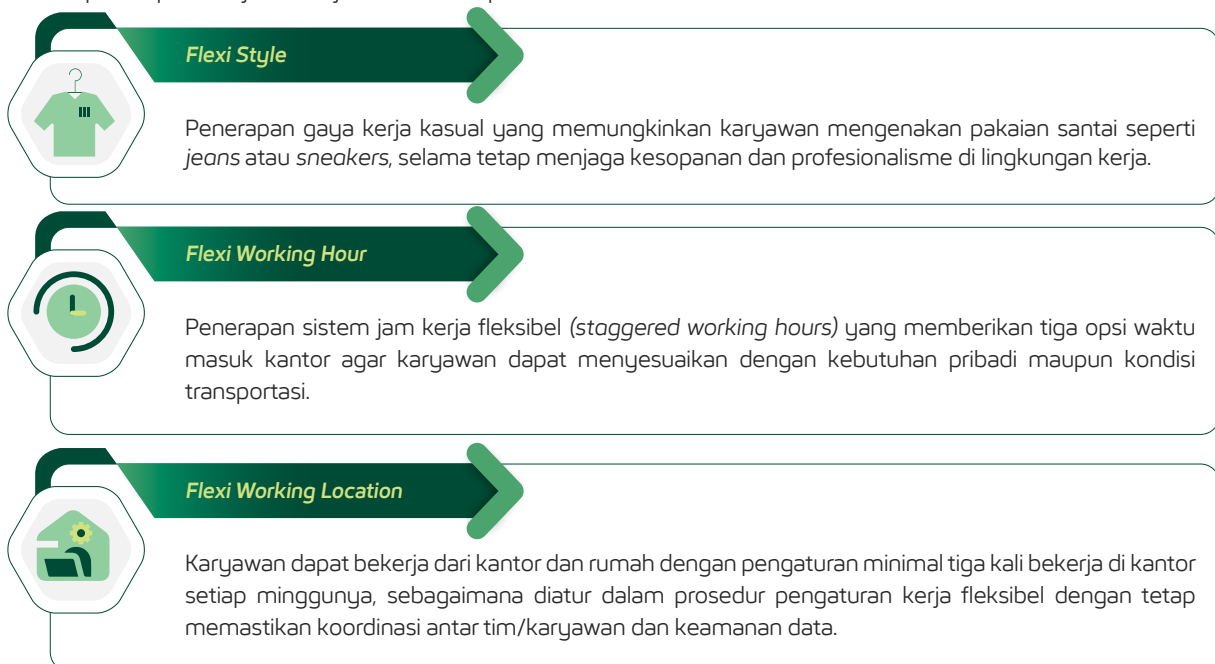 Flexi Style
Penerapan gaya kerja kasual yang memungkinkan karyawan mengenakan pakaian santai seperti
jeans atau sneakers, selama tetap menjaga kesopanan dan profesionalisme di lingkungan kerja.
Flexi Working Hour
Penerapan sistem jam kerja fleksibel (staggered working hours) yang memberikan tiga opsi waktu
masuk kantor agar karyawan dapat menyesuaikan dengan kebutuhan pribadi maupun kondisi
transportasi.
Flexi Working Location
Karyawan dapat bekerja dari kantor dan rumah dengan pengaturan minimal tiga kali bekerja di kantor
setiap minggunya, sebagaimana diatur dalam prosedur pengaturan kerja fleksibel dengan tetap
memastikan koordinasi antar tim/karyawan dan keamanan data.